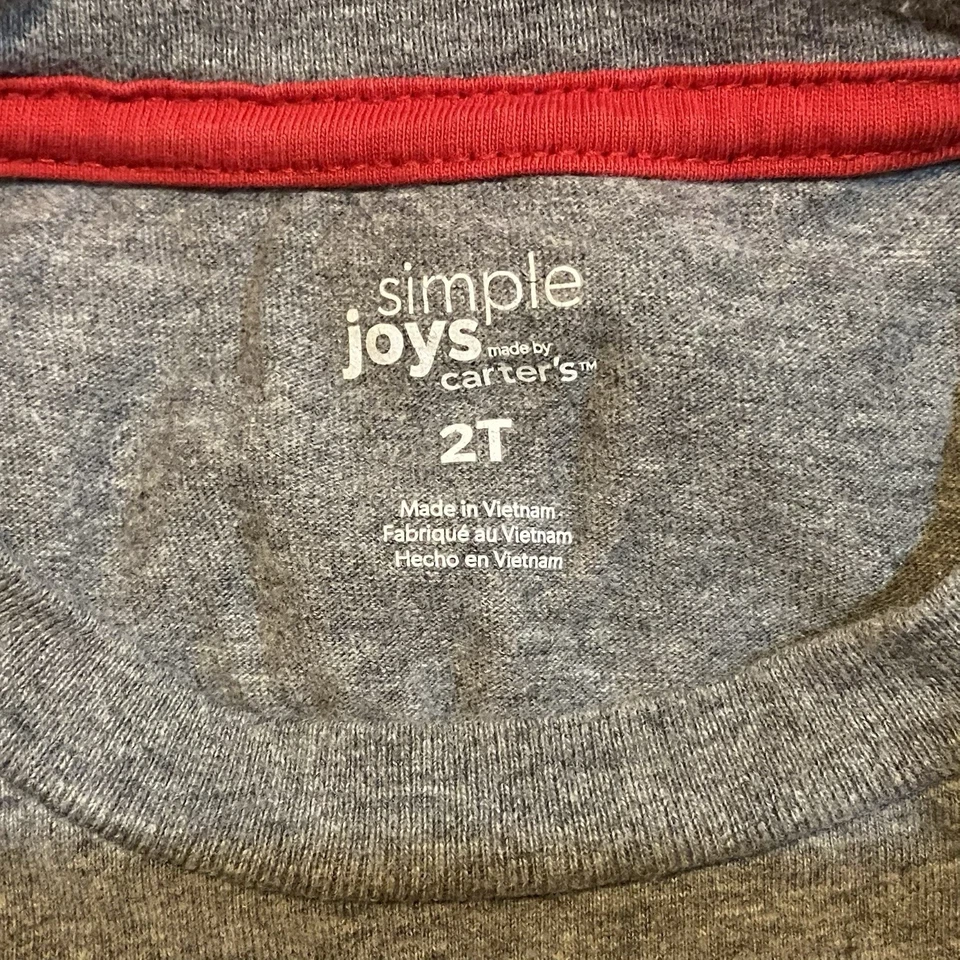 simple
joys made by
carter's™
2T
Made in Vietnam
Fabriqué au Vietnam
Hecho en Vietnam